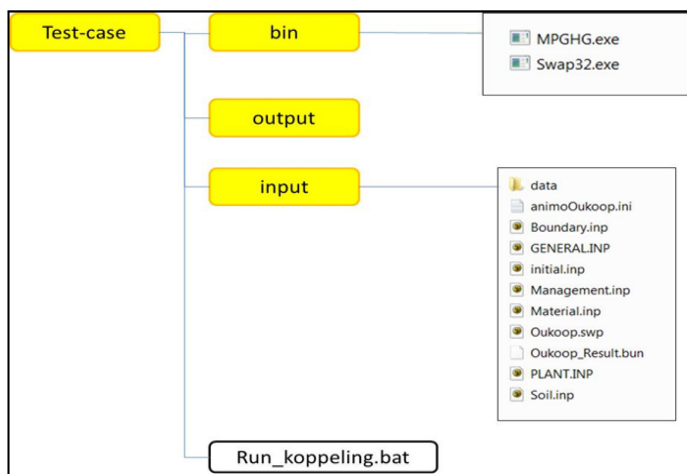 Test-case
bin
MPGHG.exe
Swap32.exe
output
input
data
animoOukoop.ini
Boundary.inp
GENERAL.INP
initial.inp
Management.inp
Material.inp
Oukoop.swp
Oukoop_Result.bun
PLANT.INP
Soil.inp
Run_koppeling.bat